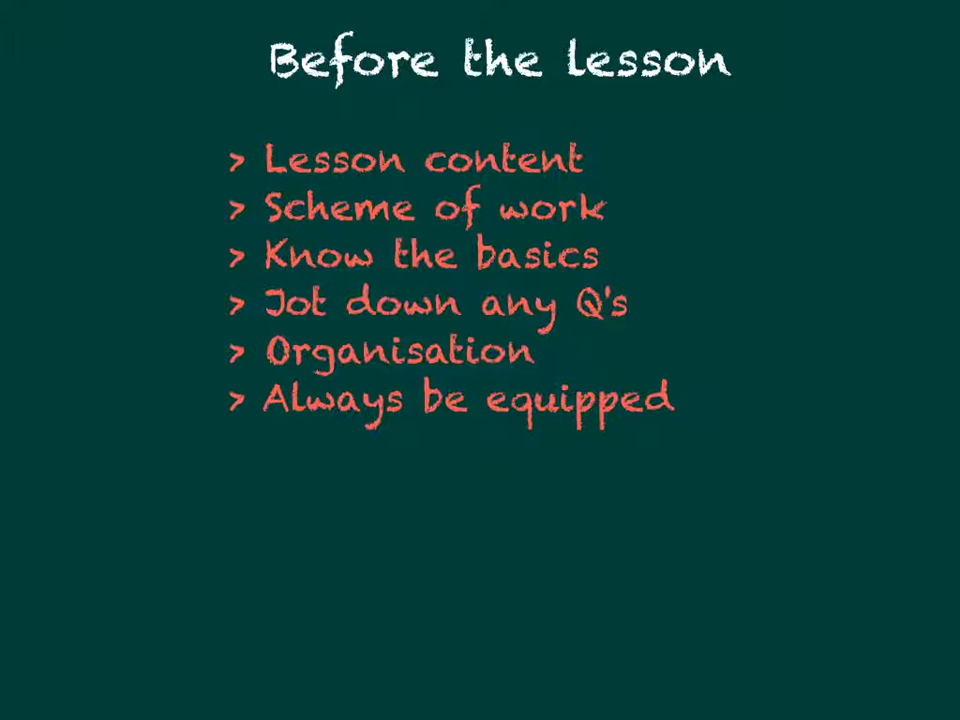 Before the lesson
> Lesson content
> Scheme of work
> Know the basics
> Jot down any Q's
> Organisation
> Always be equipped